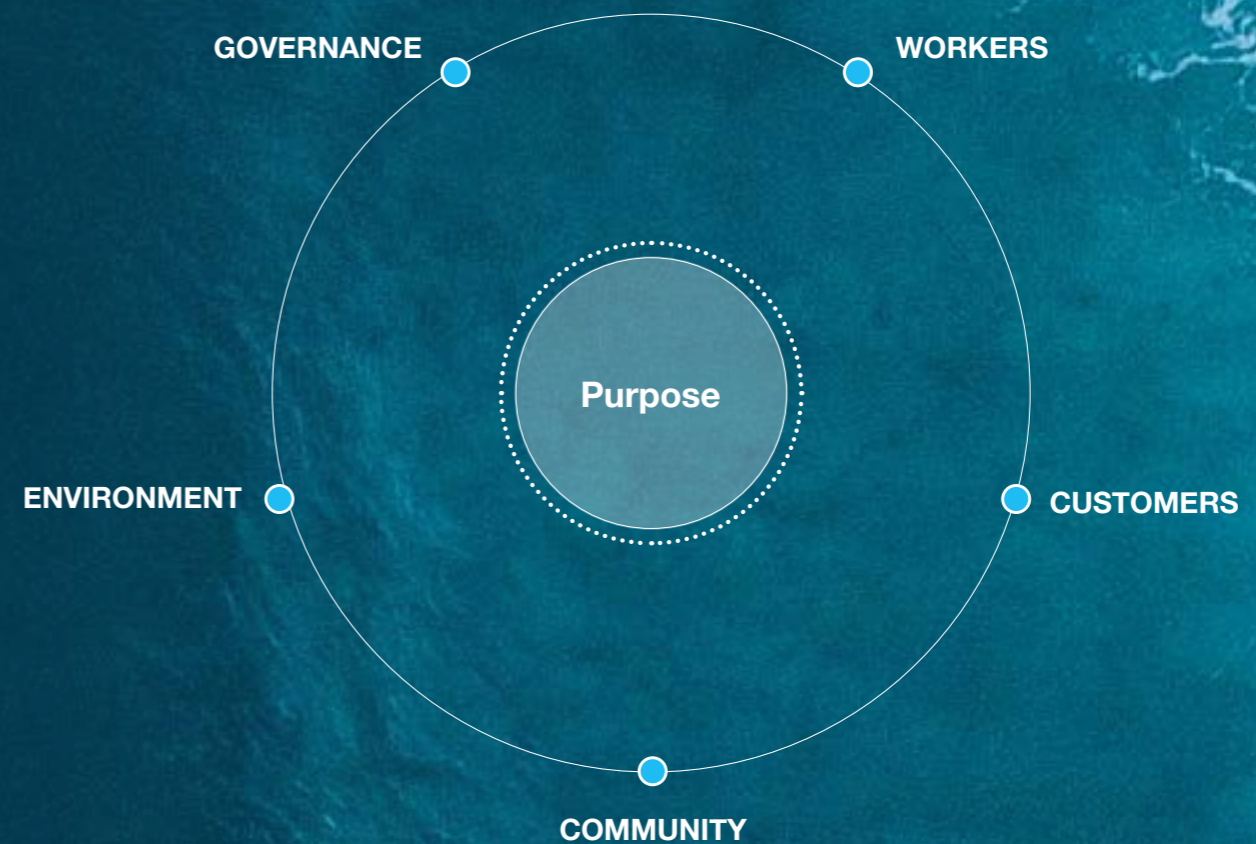 GOVERNANCE
WORKERS
Purpose
ENVIRONMENT
CUSTOMERS
COMMUNITY